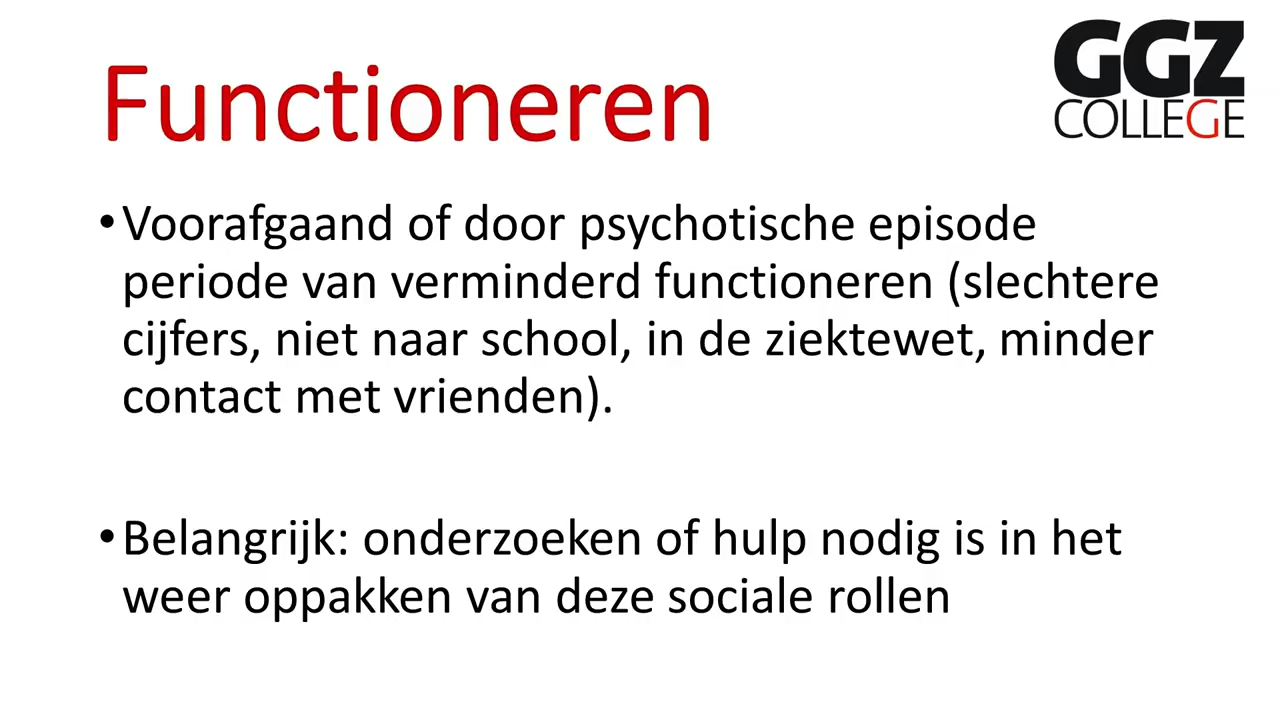 GGZ
COLLEGE
Functioneren
•Voorafgaand of door psychotische episode
periode van verminderd functioneren (slechtere
cijfers, niet naar school, in de ziektewet, minder
contact met vrienden).
•Belangrijk: onderzoeken of hulp nodig is in het
weer oppakken van deze sociale rollen